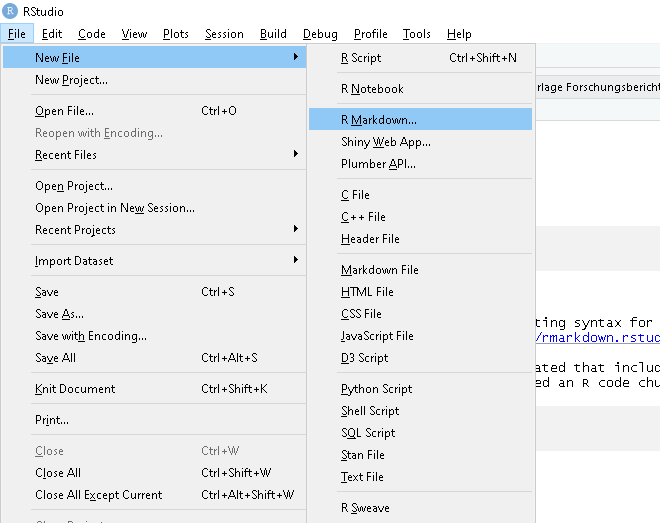 R RStudio
File Edit Code View Plots Session Build Debug Profile Tools Help
New File
New Project...
Open File... Ctrl+O
Reopen with Encoding...
Recent Files
Open Project...
Open Project in New Session...
Recent Projects
Import Dataset
Save Ctrl+S
Save As...
Save with Encoding...
Save All Ctrl+Alt+S
Knit Document Ctrl+Shift+K
Print...
Close Ctrl+W
Close All Ctrl+Shift+W
Close All Except Current Ctrl+Alt+Shift+W
R Script Ctrl+Shift+N
R Notebook
R Markdown...
Shiny Web App...
Plumber API...
C File
C++ File
Header File
Markdown File
HTML File
CSS File
JavaScript File
D3 Script
Python Script
Shell Script
SQL Script
Stan File
Text File
R Sweave
rlage Forschungsbericht
ting syntax for
/rmarkdown.rstud
ated that includ
ed an R code chu